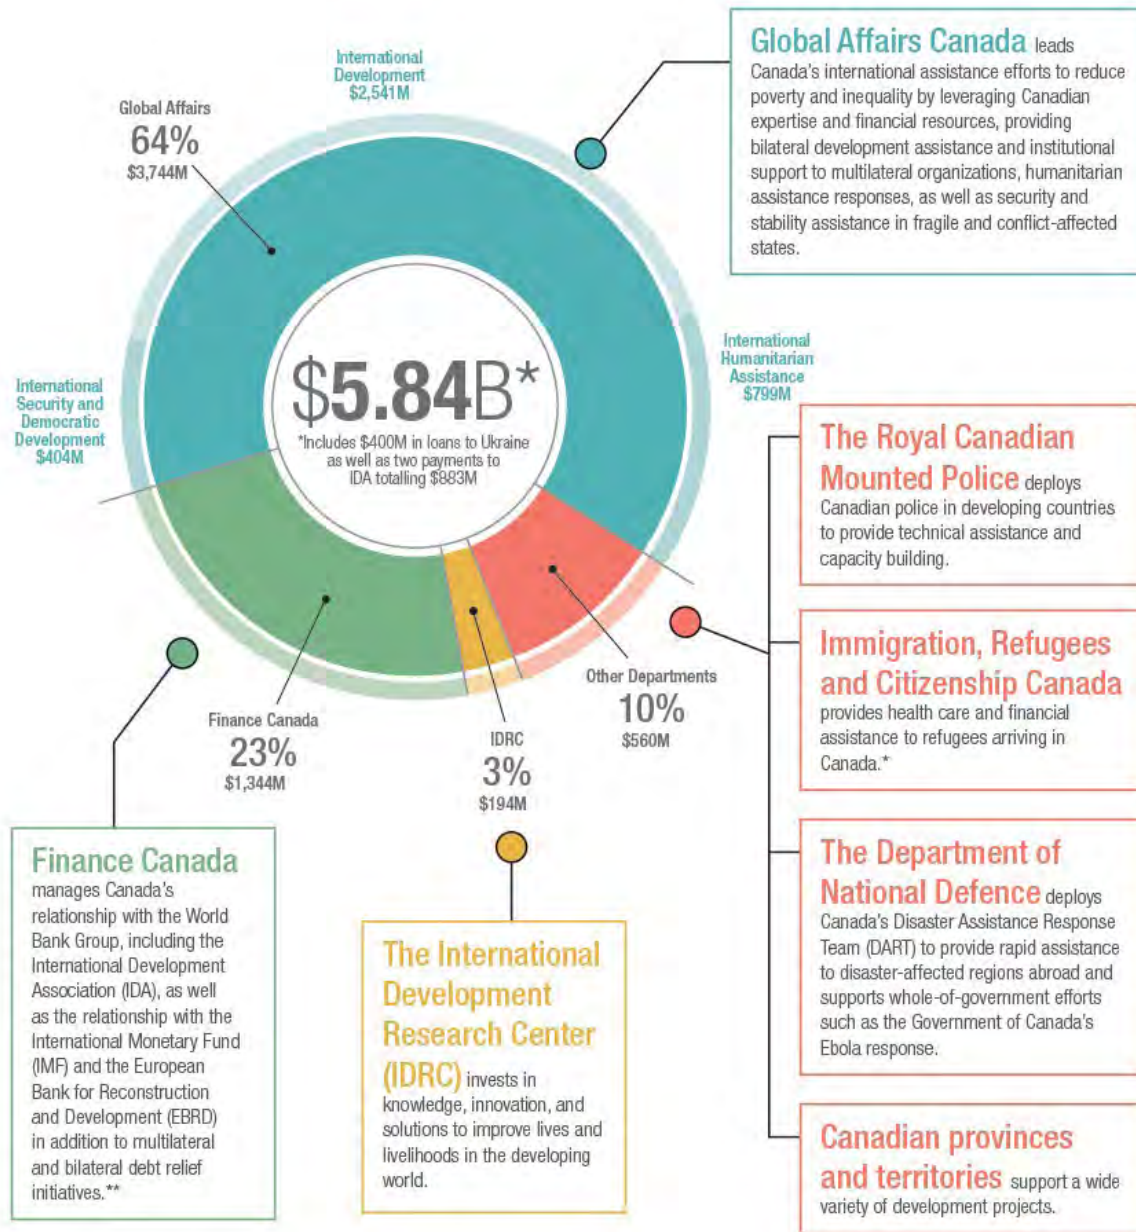 International
Development
$2,541M
Global Affairs
64%
$3,744M
Global Affairs Canada leads
Canada's international assistance efforts to reduce
poverty and inequality by leveraging Canadian
expertise and financial resources, providing
bilateral development assistance and institutional
support to multilateral organizations, humanitarian
assistance responses, as well as security and
stability assistance in fragile and conflict-affected
states.
International
Humanitarian
Assistance
$799M
International
Security and
Democratic
Development
$404M
$5.84B*
*Includes $400M in loans to Ukraine
as well as two payments to
IDA totalling $883M
The Royal Canadian
Mounted Police deploys
Canadian police in developing countries
to provide technical assistance and
capacity building.
Immigration, Refugees
and Citizenship Canada
provides health care and financial
assistance to refugees arriving in
Canada.*
Other Departments
10%
$560M
Finance Canada
23%
$1,344M
IDRC
3%
$194M
The Department of
National Defence deploys
Canada's Disaster Assistance Response
Team (DART) to provide rapid assistance
to disaster-affected regions abroad and
supports whole-of-government efforts
such as the Government of Canada's
Ebola response.
Finance Canada
manages Canada's
relationship with the World
Bank Group, including the
International Development
Association (IDA), as well
as the relationship with the
International Monetary Fund
(IMF) and the European
Bank for Reconstruction
and Development (EBRD)
in addition to multilateral
and bilateral debt relief
initiatives.**
The International
Development
Research Center
(IDRC) invests in
knowledge, innovation, and
solutions to improve lives and
livelihoods in the developing
world.
Canadian provinces
and territories support a wide
variety of development projects.